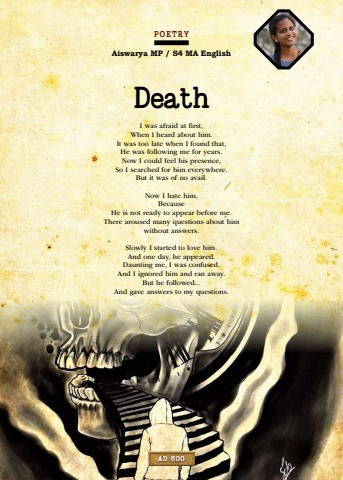 POETRY
Aiswarya MP / S4 MA English
Death
I was afraid at first,
When I heard about him.
It was too late when I found that,
He was following me for years.
Now I could feel his presence,
So I searched for him everywhere.
But it was of no avail.
Now I hate him,
Because
He is not ready to appear before me.
There aroused many questions about him
without answers.
Slowly I started to love him.
And one day, he appeared.
Daunting me, I was confused..
And I ignored him and ran away.
But he followed...
And gave answers to my questions.
AD 500